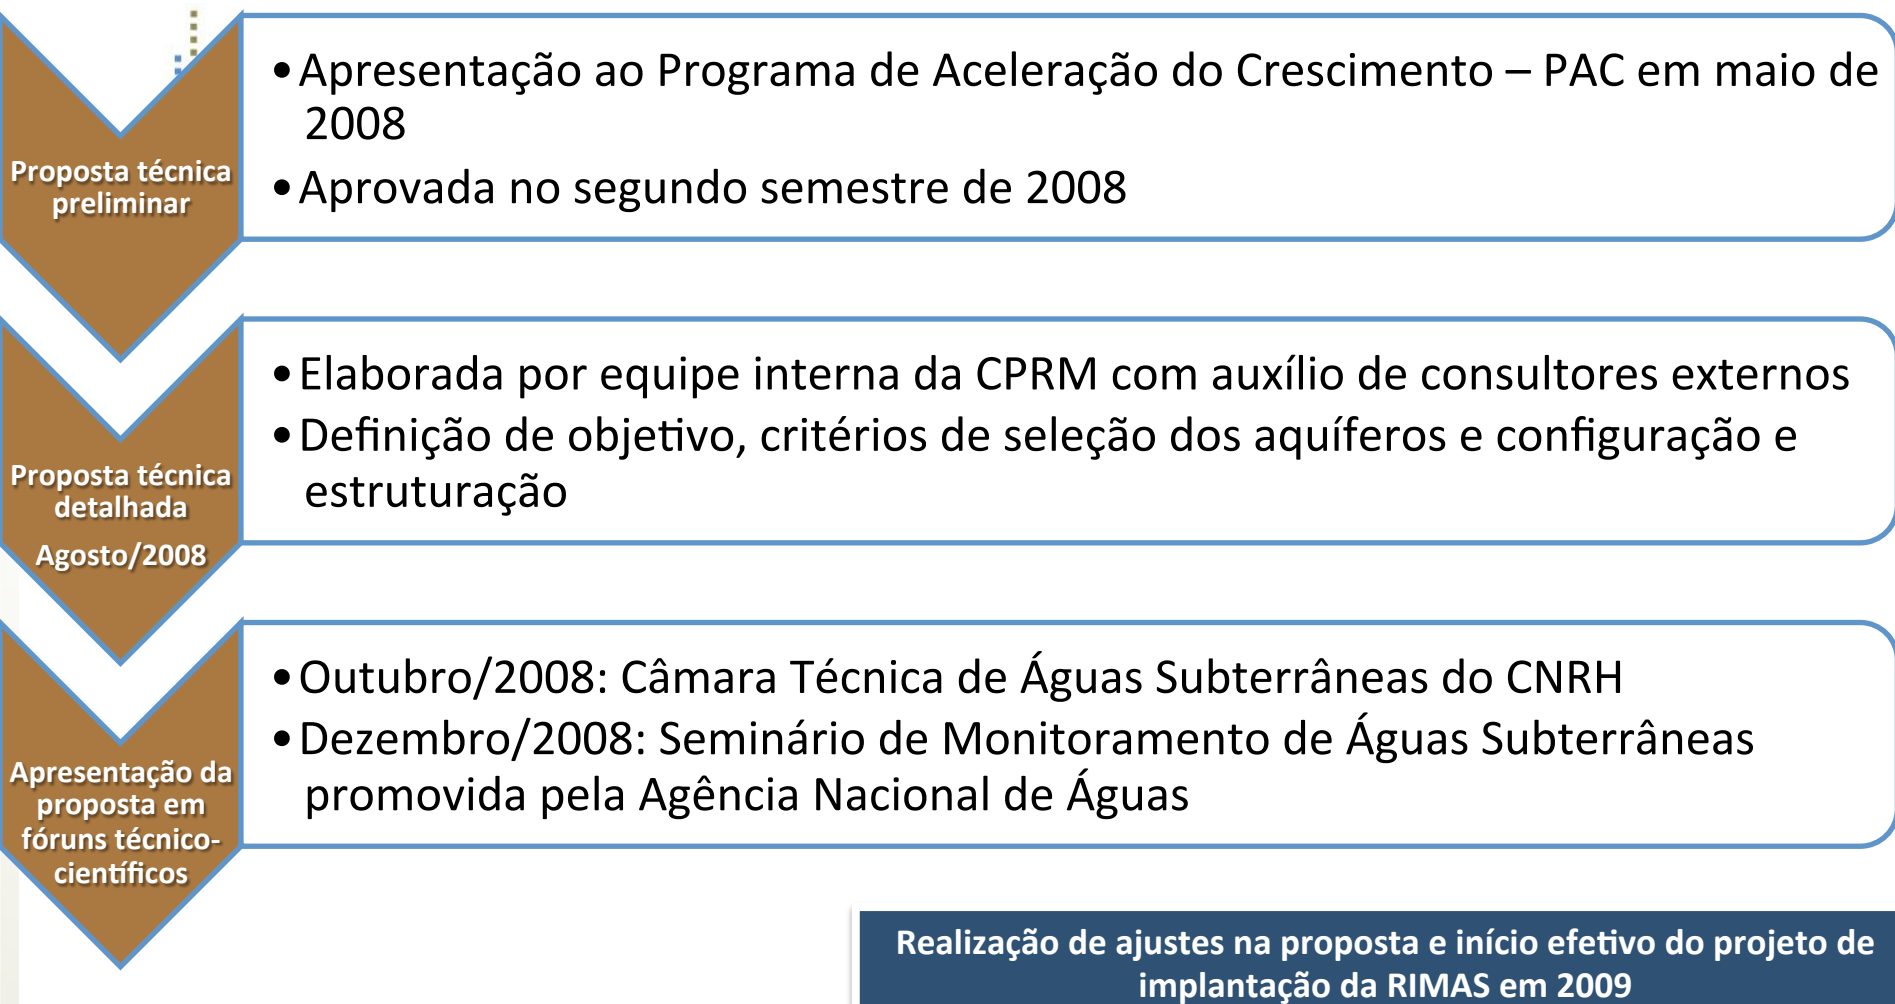 Proposta técnica
preliminar
•Apresentação ao Programa de Aceleração do Crescimento – PAC em maio de
2008
•Aprovada no segundo semestre de 2008
Proposta técnica
detalhada
Agosto/2008
•Elaborada por equipe interna da CPRM com auxílio de consultores externos
•Definição de objetivo, critérios de seleção dos aquíferos e configuração e
estruturação
Apresentação da
proposta em
fóruns técnico-
científicos
•Outubro/2008: Câmara Técnica de Águas Subterrâneas do CNRH
•Dezembro/2008: Seminário de Monitoramento de Águas Subterrâneas
promovida pela Agência Nacional de Águas
Realização de ajustes na proposta e início efetivo do projeto de
implantação da RIMAS em 2009